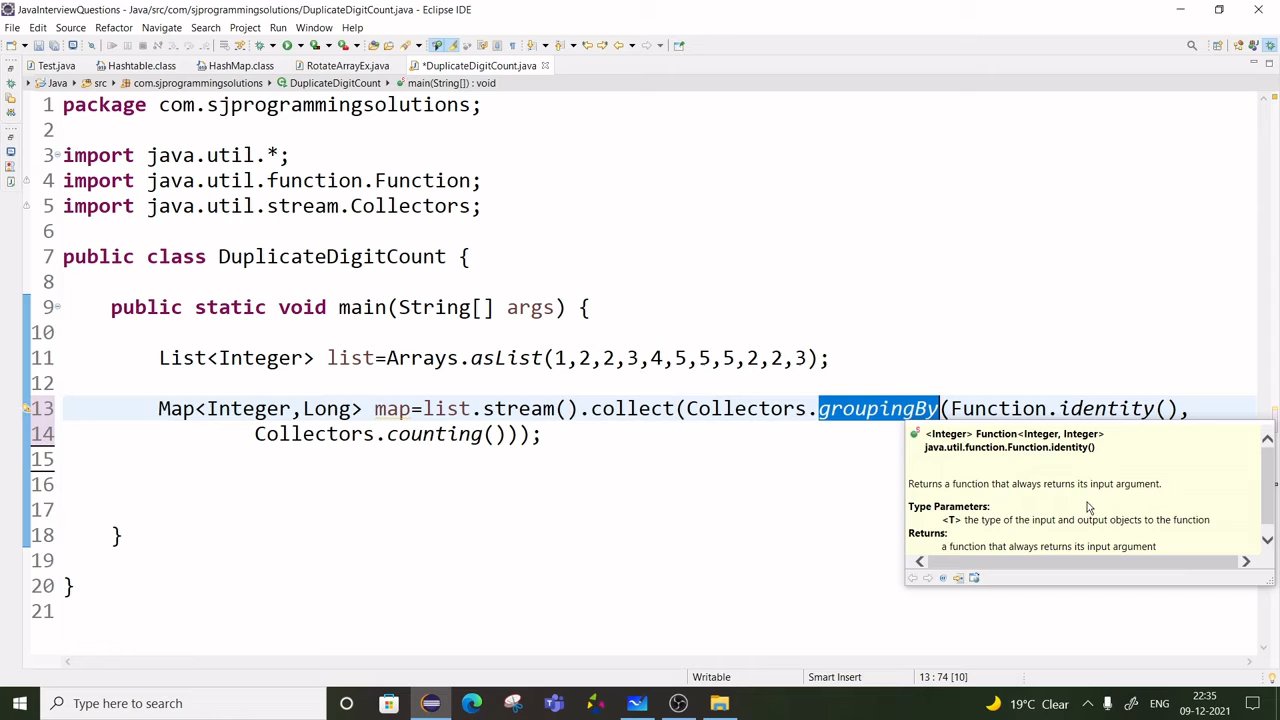 JavaInterviewQuestions - Java/src/com/sjprogrammingsolutions/DuplicateDigitCount.java - Eclipse IDE
File Edit Source Refactor Navigate Search Project Run Window Help
Test.java Hashtable.class HashMap.class RotateArrayEx.java *DuplicateDigitCount.java
Java src com.sjprogrammingsolutions DuplicateDigitCount main(String[]) : void
1 package com.sjprogrammingsolutions;
2
3 import java.util.*;
4 import java.util.function.Function;
5 import java.util.stream.Collectors;
6
7 public class DuplicateDigitCount {
8
9 public static void main(String[] args) {
10
11 List<Integer> list=Arrays.asList(1,2,2,3,4,5,5,5,2,2,3);
12
13 Map<Integer,Long> map=list.stream().collect(Collectors.groupingBy(Function.identity(),
14 Collectors.counting()));
15
16
17
18 }
19
20 }
21
<Integer> Function<Integer, Integer>
java.util.function.Function.identity()
Returns a function that always returns its input argument.
Type Parameters:
<T> the type of the input and output objects to the function
Returns:
a function that always returns its input argument
Writable Smart Insert 13 : 74 [10]
Type here to search 19°C Clear ENG 22:35
09-12-2021